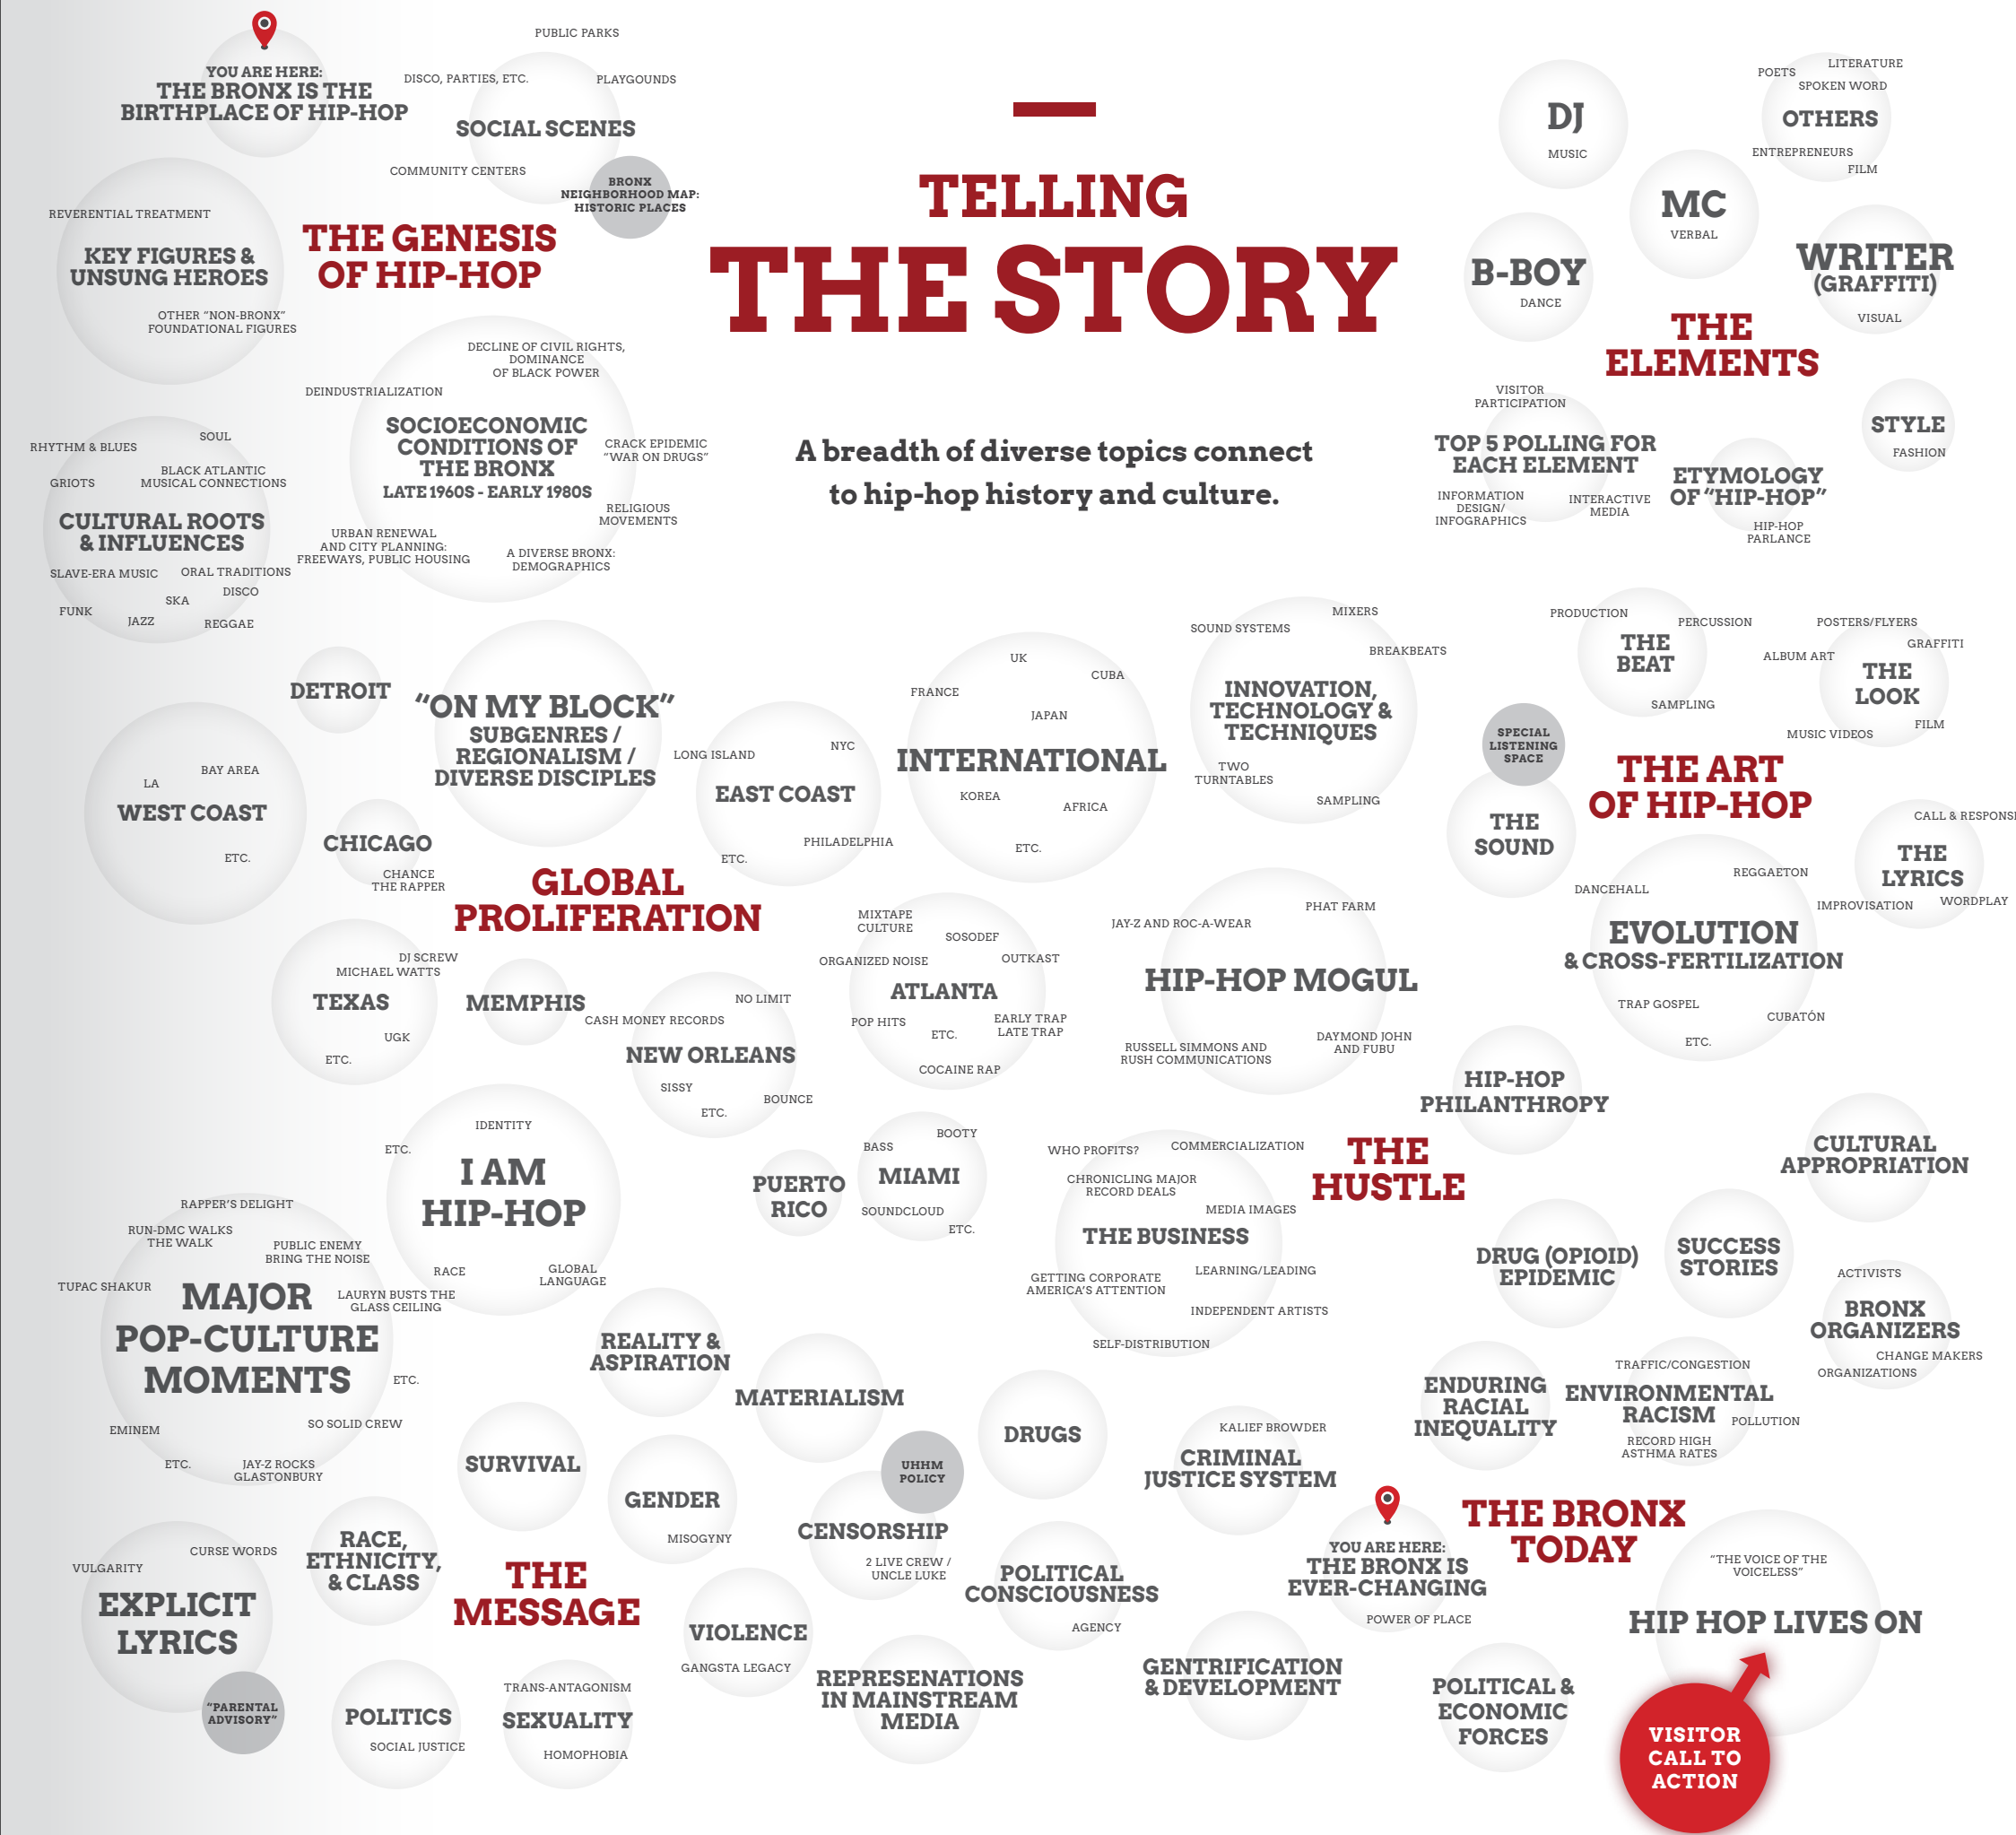 TELLING
THE STORY
A breadth of diverse topics connect
to hip-hop history and culture.
YOU ARE HERE:
THE BRONX IS THE
BIRTHPLACE OF HIP-HOP
PUBLIC PARKS
DISCO, PARTIES, ETC.
PLAYGOUNDS
SOCIAL SCENES
COMMUNITY CENTERS
BRONX
NEIGHBORHOOD MAP:
HISTORIC PLACES
THE GENESIS
OF HIP-HOP
REVERENTIAL TREATMENT
KEY FIGURES &
UNSUNG HEROES
OTHER “NON-BRONX”
FOUNDATIONAL FIGURES
DECLINE OF CIVIL RIGHTS,
DOMINANCE
OF BLACK POWER
DEINDUSTRIALIZATION
SOCIOECONOMIC
CONDITIONS OF
THE BRONX
LATE 1960S - EARLY 1980S
CRACK EPIDEMIC
“WAR ON DRUGS”
RELIGIOUS
MOVEMENTS
URBAN RENEWAL
AND CITY PLANNING:
FREEWAYS, PUBLIC HOUSING
A DIVERSE BRONX:
DEMOGRAPHICS
SOUL
RHYTHM & BLUES
BLACK ATLANTIC
MUSICAL CONNECTIONS
GRIOTS
CULTURAL ROOTS
& INFLUENCES
SLAVE-ERA MUSIC
ORAL TRADITIONS
DISCO
SKA
FUNK
JAZZ
REGGAE
DJ
MUSIC
LITERATURE
POETS
SPOKEN WORD
OTHERS
ENTREPRENEURS
FILM
MC
VERBAL
B-BOY
DANCE
WRITER
(GRAFFITI)
VISUAL
THE
ELEMENTS
VISITOR
PARTICIPATION
TOP 5 POLLING FOR
EACH ELEMENT
INFORMATION
DESIGN/
INFOGRAPHICS
INTERACTIVE
MEDIA
STYLE
FASHION
ETYMOLOGY
OF “HIP-HOP”
HIP-HOP
PARLANCE
DETROIT
“ON MY BLOCK”
SUBGENRES /
REGIONALISM /
DIVERSE DISCIPLES
BAY AREA
LA
WEST COAST
ETC.
CHICAGO
CHANCE
THE RAPPER
LONG ISLAND
NYC
EAST COAST
PHILADELPHIA
ETC.
UK
CUBA
FRANCE
JAPAN
INTERNATIONAL
KOREA
AFRICA
ETC.
GLOBAL
PROLIFERATION
DJ SCREW
MICHAEL WATTS
TEXAS
UGK
ETC.
MEMPHIS
NO LIMIT
CASH MONEY RECORDS
NEW ORLEANS
SISSY
BOUNCE
ETC.
MIXTAPE
CULTURE
SOSODEF
ORGANIZED NOISE
OUTKAST
ATLANTA
POP HITS
EARLY TRAP
LATE TRAP
ETC.
COCAINE RAP
PUERTO
RICO
BOOTY
BASS
MIAMI
SOUNDCLOUD
ETC.
MIXERS
SOUND SYSTEMS
BREAKBEATS
INNOVATION,
TECHNOLOGY &
TECHNIQUES
TWO
TURNTABLES
SAMPLING
PRODUCTION
PERCUSSION
THE
BEAT
SAMPLING
POSTERS/FLYERS
GRAFFITI
ALBUM ART
THE
LOOK
FILM
MUSIC VIDEOS
SPECIAL
LISTENING
SPACE
THE
SOUND
THE ART
OF HIP-HOP
CALL & RESPONS
THE
LYRICS
IMPROVISATION
WORDPLAY
REGGAETON
DANCEHALL
EVOLUTION
& CROSS-FERTILIZATION
TRAP GOSPEL
CUBATÓN
ETC.
PHAT FARM
JAY-Z AND ROC-A-WEAR
HIP-HOP MOGUL
RUSSELL SIMMONS AND
RUSH COMMUNICATIONS
DAYMOND JOHN
AND FUBU
HIP-HOP
PHILANTHROPY
THE
HUSTLE
WHO PROFITS?
COMMERCIALIZATION
CHRONICLING MAJOR
RECORD DEALS
MEDIA IMAGES
THE BUSINESS
GETTING CORPORATE
AMERICA’S ATTENTION
LEARNING/LEADING
INDEPENDENT ARTISTS
SELF-DISTRIBUTION
IDENTITY
ETC.
I AM
HIP-HOP
RACE
GLOBAL
LANGUAGE
RAPPER’S DELIGHT
RUN-DMC WALKS
THE WALK
PUBLIC ENEMY
BRING THE NOISE
TUPAC SHAKUR
LAURYN BUSTS THE
GLASS CEILING
MAJOR
POP-CULTURE
MOMENTS
ETC.
EMINEM
SO SOLID CREW
ETC.
JAY-Z ROCKS
GLASTONBURY
REALITY &
ASPIRATION
MATERIALISM
SURVIVAL
GENDER
MISOGYNY
UHHM
POLICY
CENSORSHIP
2 LIVE CREW /
UNCLE LUKE
DRUGS
RACE,
ETHNICITY,
& CLASS
CURSE WORDS
VULGARITY
EXPLICIT
LYRICS
“PARENTAL
ADVISORY”
THE
MESSAGE
POLITICS
SOCIAL JUSTICE
TRANS-ANTAGONISM
SEXUALITY
HOMOPHOBIA
VIOLENCE
GANGSTA LEGACY
POLITICAL
CONSCIOUSNESS
AGENCY
REPRESENATIONS
IN MAINSTREAM
MEDIA
CULTURAL
APPROPRIATION
DRUG (OPIOID)
EPIDEMIC
SUCCESS
STORIES
ACTIVISTS
BRONX
ORGANIZERS
CHANGE MAKERS
ORGANIZATIONS
ENDURING
RACIAL
INEQUALITY
TRAFFIC/CONGESTION
ENVIRONMENTAL
RACISM
POLLUTION
RECORD HIGH
ASTHMA RATES
KALIEF BROWDER
CRIMINAL
JUSTICE SYSTEM
THE BRONX
TODAY
YOU ARE HERE:
THE BRONX IS
EVER-CHANGING
POWER OF PLACE
GENTRIFICATION
& DEVELOPMENT
POLITICAL &
ECONOMIC
FORCES
“THE VOICE OF THE
VOICELESS”
HIP HOP LIVES ON
VISITOR
CALL TO
ACTION